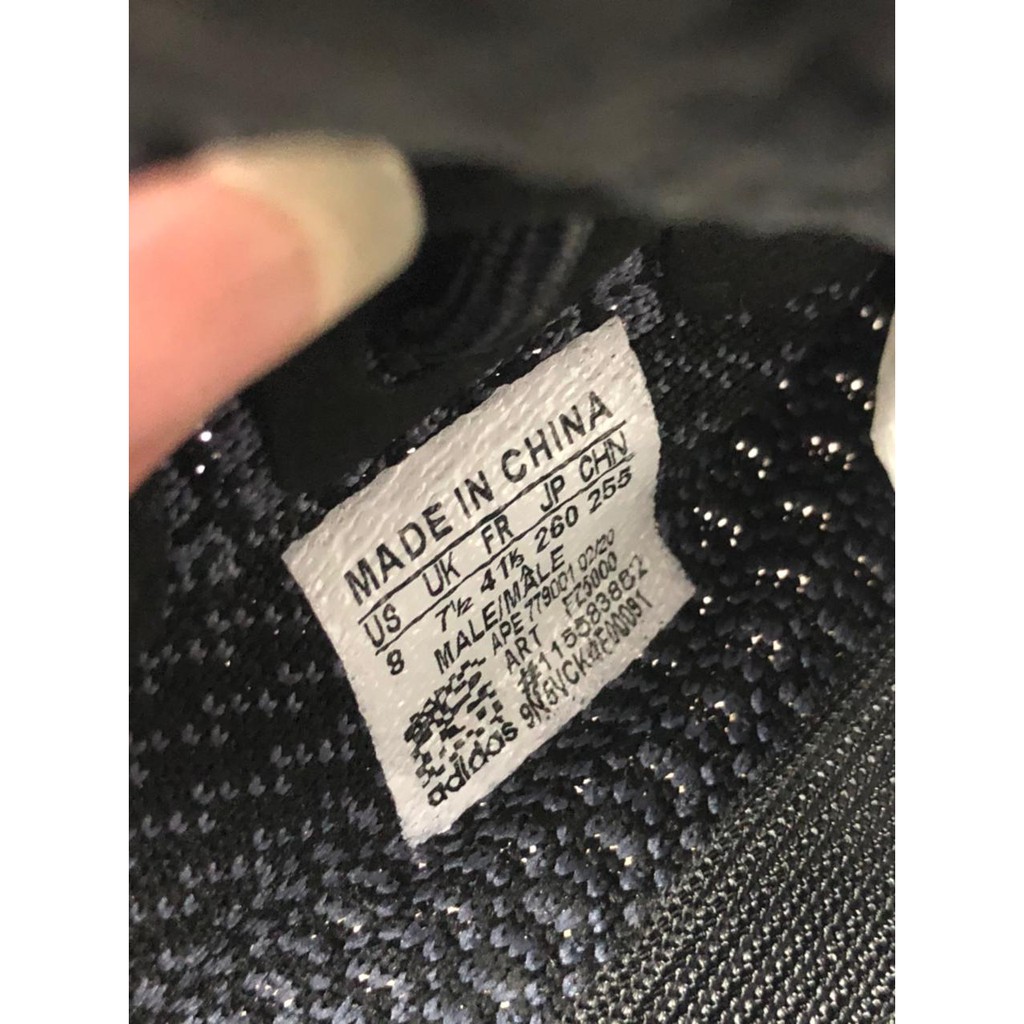 MADE IN CHINA
US UK FR JP CHN
8 7½ 41⅓ 260 255
MALE/MALE
APE 779001 02/20
ART FZ5000
#115583882
adidas